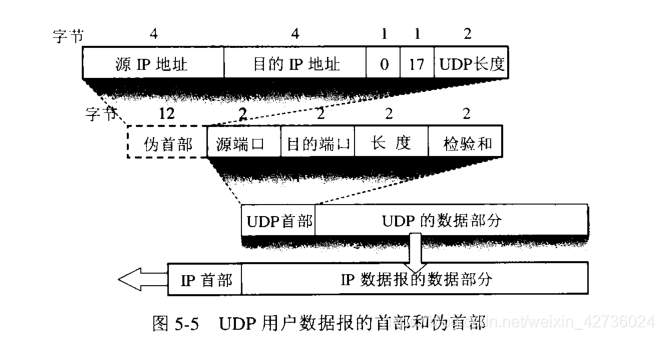 字节 4 4 1 1 2
源 IP 地址 目的 IP 地址 0 17 UDP长度
字节 12 2 2 2 2
伪首部 源端口 目的端口 长 度 检验和
UDP首部 UDP 的数据部分
IP 首部 IP 数据报的数据部分
图 5-5 UDP 用户数据报的首部和伪首部
n.net/weixin_42736024